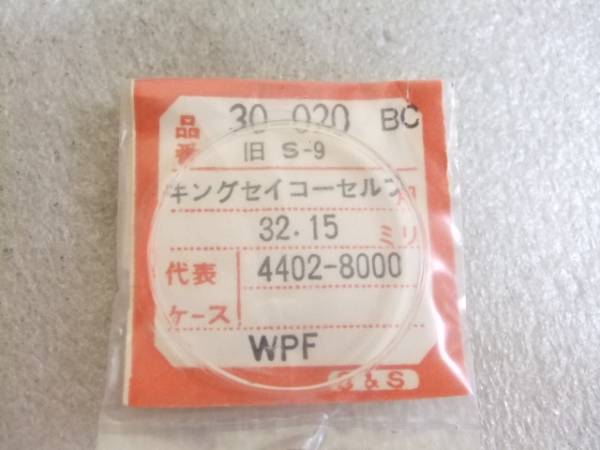 品番 30-020 BC
旧 S-9
キングセイコーセルフ 用
32.15 ミリ
代表ケース 4402-8000
WPF
S & S